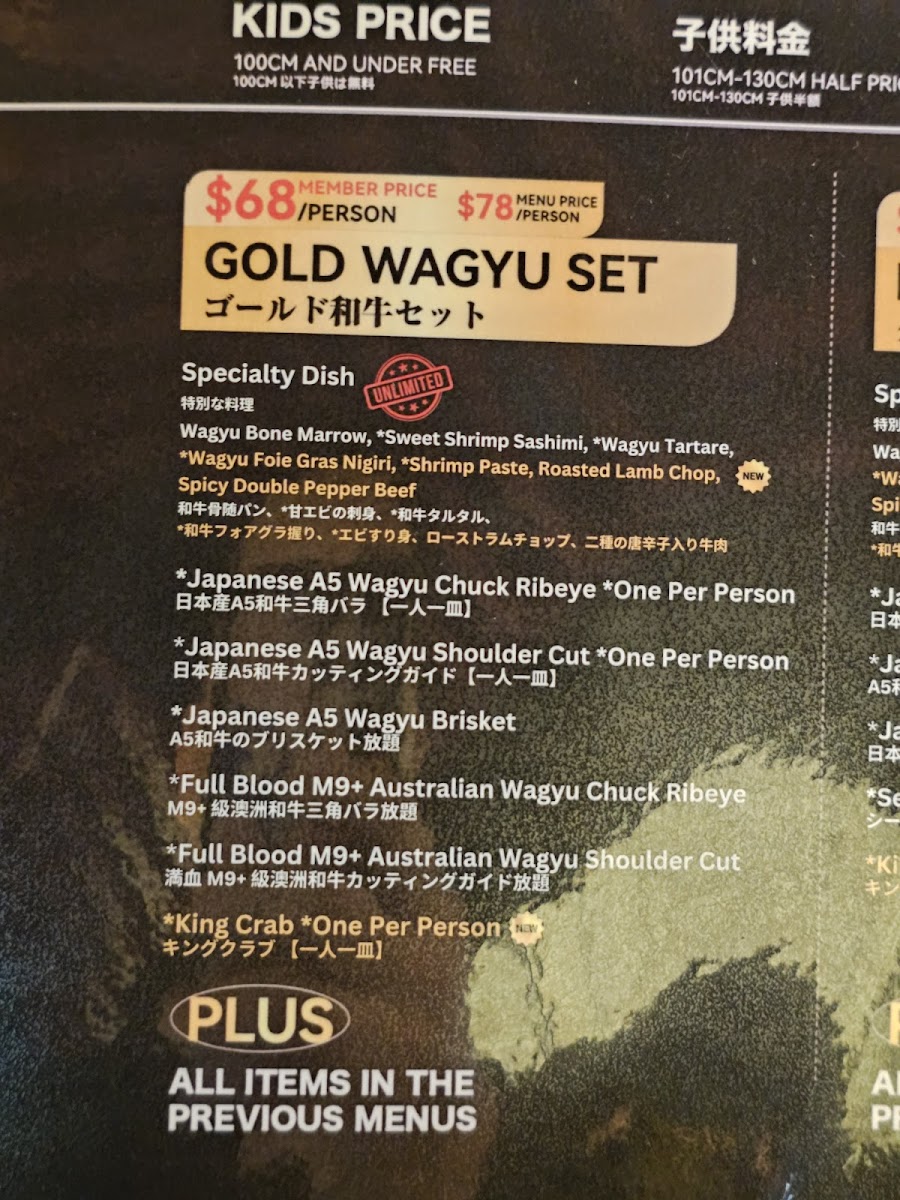 KIDS PRICE
100CM AND UNDER FREE
100CM 以下子供は無料
子供料金
101CM-130CM HALF
101CM-130CM 子供半額
$68 MEMBER PRICE /PERSON
$78 MENU PRICE /PERSON
GOLD WAGYU SET
ゴールド和牛セット
Specialty Dish
UNLIMITED
特別な料理
Wagyu Bone Marrow, *Sweet Shrimp Sashimi, *Wagyu Tartare,
*Wagyu Foie Gras Nigiri, *Shrimp Paste, Roasted Lamb Chop,
NEW
Spicy Double Pepper Beef
和牛骨随パン、*甘エビの刺身、*和牛タルタル、
*和牛フォアグラ握り、*エビすり身、ローストラムチョップ、二種の唐辛子入り牛肉
*Japanese A5 Wagyu Chuck Ribeye *One Per Person
日本産A5和牛三角バラ 【一人一皿】
*Japanese A5 Wagyu Shoulder Cut *One Per Person
日本産A5和牛カッティングガイド【一人一皿】
*Japanese A5 Wagyu Brisket
A5和牛のブリスケット放題
*Full Blood M9+ Australian Wagyu Chuck Ribeye
M9+ 級澳洲和牛三角バラ放題
*Full Blood M9+ Australian Wagyu Shoulder Cut
満血 M9+ 級澳洲和牛カッティングガイド放題
*King Crab *One Per Person NEW
キングクラブ 【一人一皿】
PLUS
ALL ITEMS IN THE
PREVIOUS MENUS